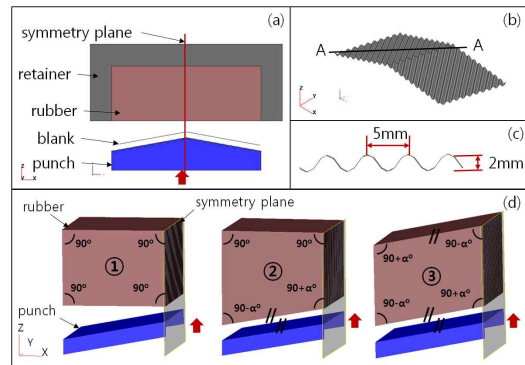 (a)
symmetry plane
retainer
rubber
blank
punch
Z
Y X
(b)
A A
Z
Y
X
(c)
5mm
2mm
(d)
rubber
symmetry plane
90° 90°
①
90° 90°
90° 90°
②
90+α°
90-α°
90-α°
90+α°
③
90-α° 90+α°
punch
Z
Y
X